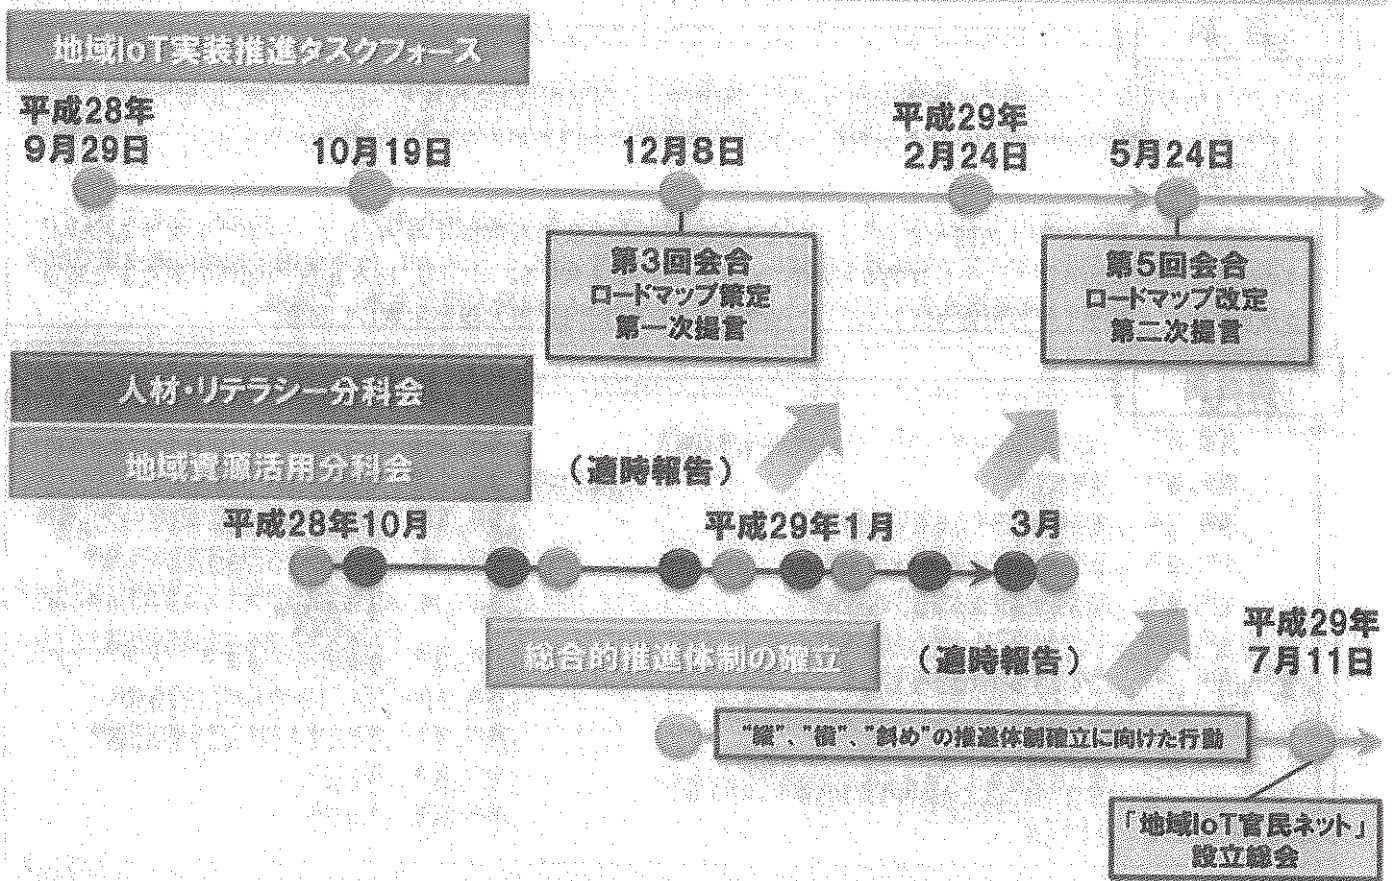 地域IoT実装推進タスクフォース
平成28年
9月29日
10月19日
12月8日
平成29年
2月24日
5月24日
第3回会合
ロードマップ策定
第一次提言
第5回会合
ロードマップ改定
第二次提言
人材・リテラシー分科会
地域資源活用分科会
（適時報告）
平成28年10月
平成29年1月
3月
総合的推進体制の確立
（適時報告）
平成29年
7月11日
“縦”、“横”、“斜め”の推進体制確立に向けた行動
「地域IoT官民ネット」
設立総会